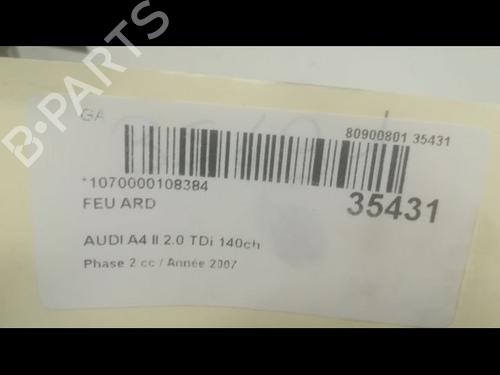 B-PARTS
GA
80900801 35431
*1070000108384
35431
FEU ARD
AUDI A4 II 2.0 TDi 140ch
Phase 2 cc / Année 2007